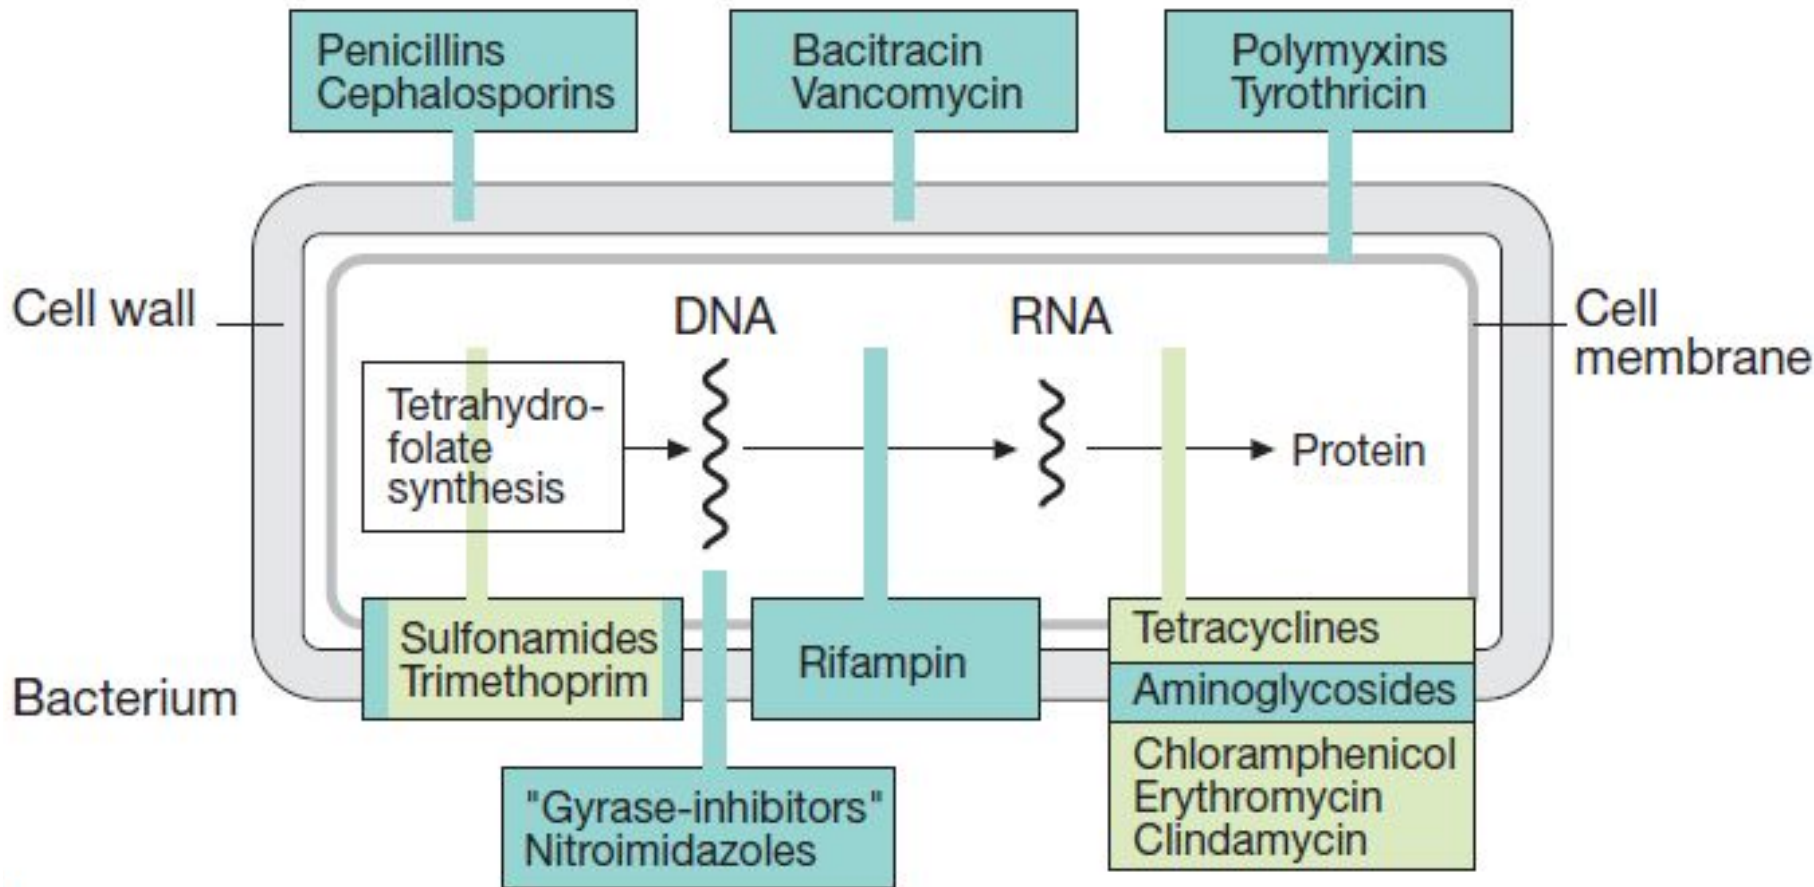 Penicillins
Cephalosporins
Bacitracin
Vancomycin
Polymyxins
Tyrothricin
Cell wall
DNA
RNA
Cell
membrane
Tetrahydro-
folate
synthesis
Protein
Sulfonamides
Trimethoprim
Rifampin
Tetracyclines
Aminoglycosides
Chloramphenicol
Erythromycin
Clindamycin
Bacterium
"Gyrase-inhibitors"
Nitroimidazoles